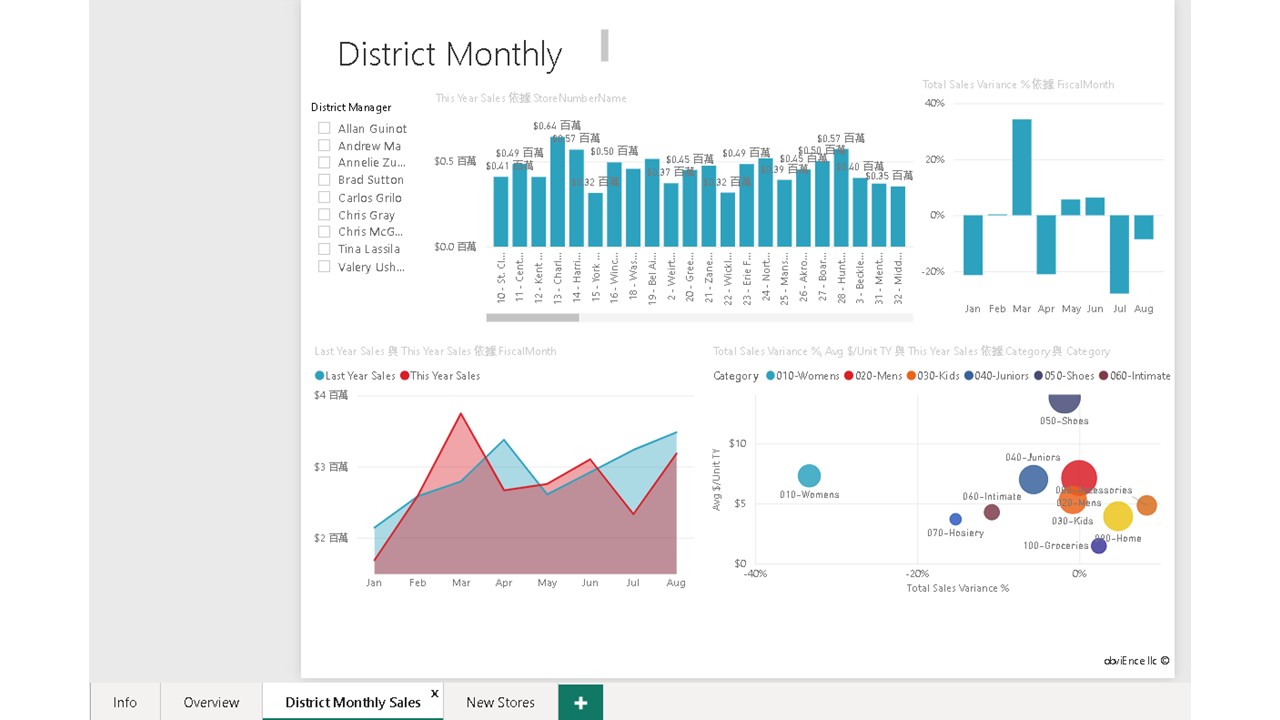 District Monthly
District Manager
Allan Guinot
Andrew Ma
Annelie Zu...
Brad Sutton
Carlos Grilo
Chris Gray
Chris McG...
Tina Lassila
Valery Ush...
This Year Sales 依據 StoreNumberName
$0.5 百萬
$0.0 百萬
$0.41 百萬
$0.49 百萬
$0.64 百萬
$0.57 百萬
$0.32 百萬
$0.50 百萬
$0.37 百萬
$0.45 百萬
$0.32 百萬
$0.49 百萬
$0.39 百萬
$0.45 百萬
$0.50 百萬
$0.57 百萬
$0.40 百萬
$0.35 百萬
10 - St. Cl...
11 - Cent...
12 - Kent ...
13 - Charl...
14 - Harri...
15 - York ...
16 - Winc...
18 - Was...
19 - Bel Ai...
2 - Weirt...
20 - Gree...
21 - Zane...
22 - Wickl...
23 - Erie F...
24 - Nort...
25 - Mans...
26 - Akro...
27 - Boar...
28 - Hunt...
3 - Beckle...
31 - Ment...
32 - Midd...
Total Sales Variance % 依據 FiscalMonth
40%
20%
0%
-20%
Jan Feb Mar Apr May Jun Jul Aug
Last Year Sales 與 This Year Sales 依據 FiscalMonth
Last Year Sales This Year Sales
$4 百萬
$3 百萬
$2 百萬
Jan Feb Mar Apr May Jun Jul Aug
Total Sales Variance %, Avg $/Unit TY 與 This Year Sales 依據 Category 與 Category
Category 010-Womens 020-Mens 030-Kids 040-Juniors 050-Shoes 060-Intimate
Avg $/Unit TY
$10
$5
$0
050-Shoes
040-Juniors
010-Womens
060-Intimate
020-Mens
030-Kids
070-Hosiery
100-Groceries
-40% -20% 0%
Total Sales Variance %
obviEnce llc ©
Info
Overview
District Monthly Sales x
New Stores
+